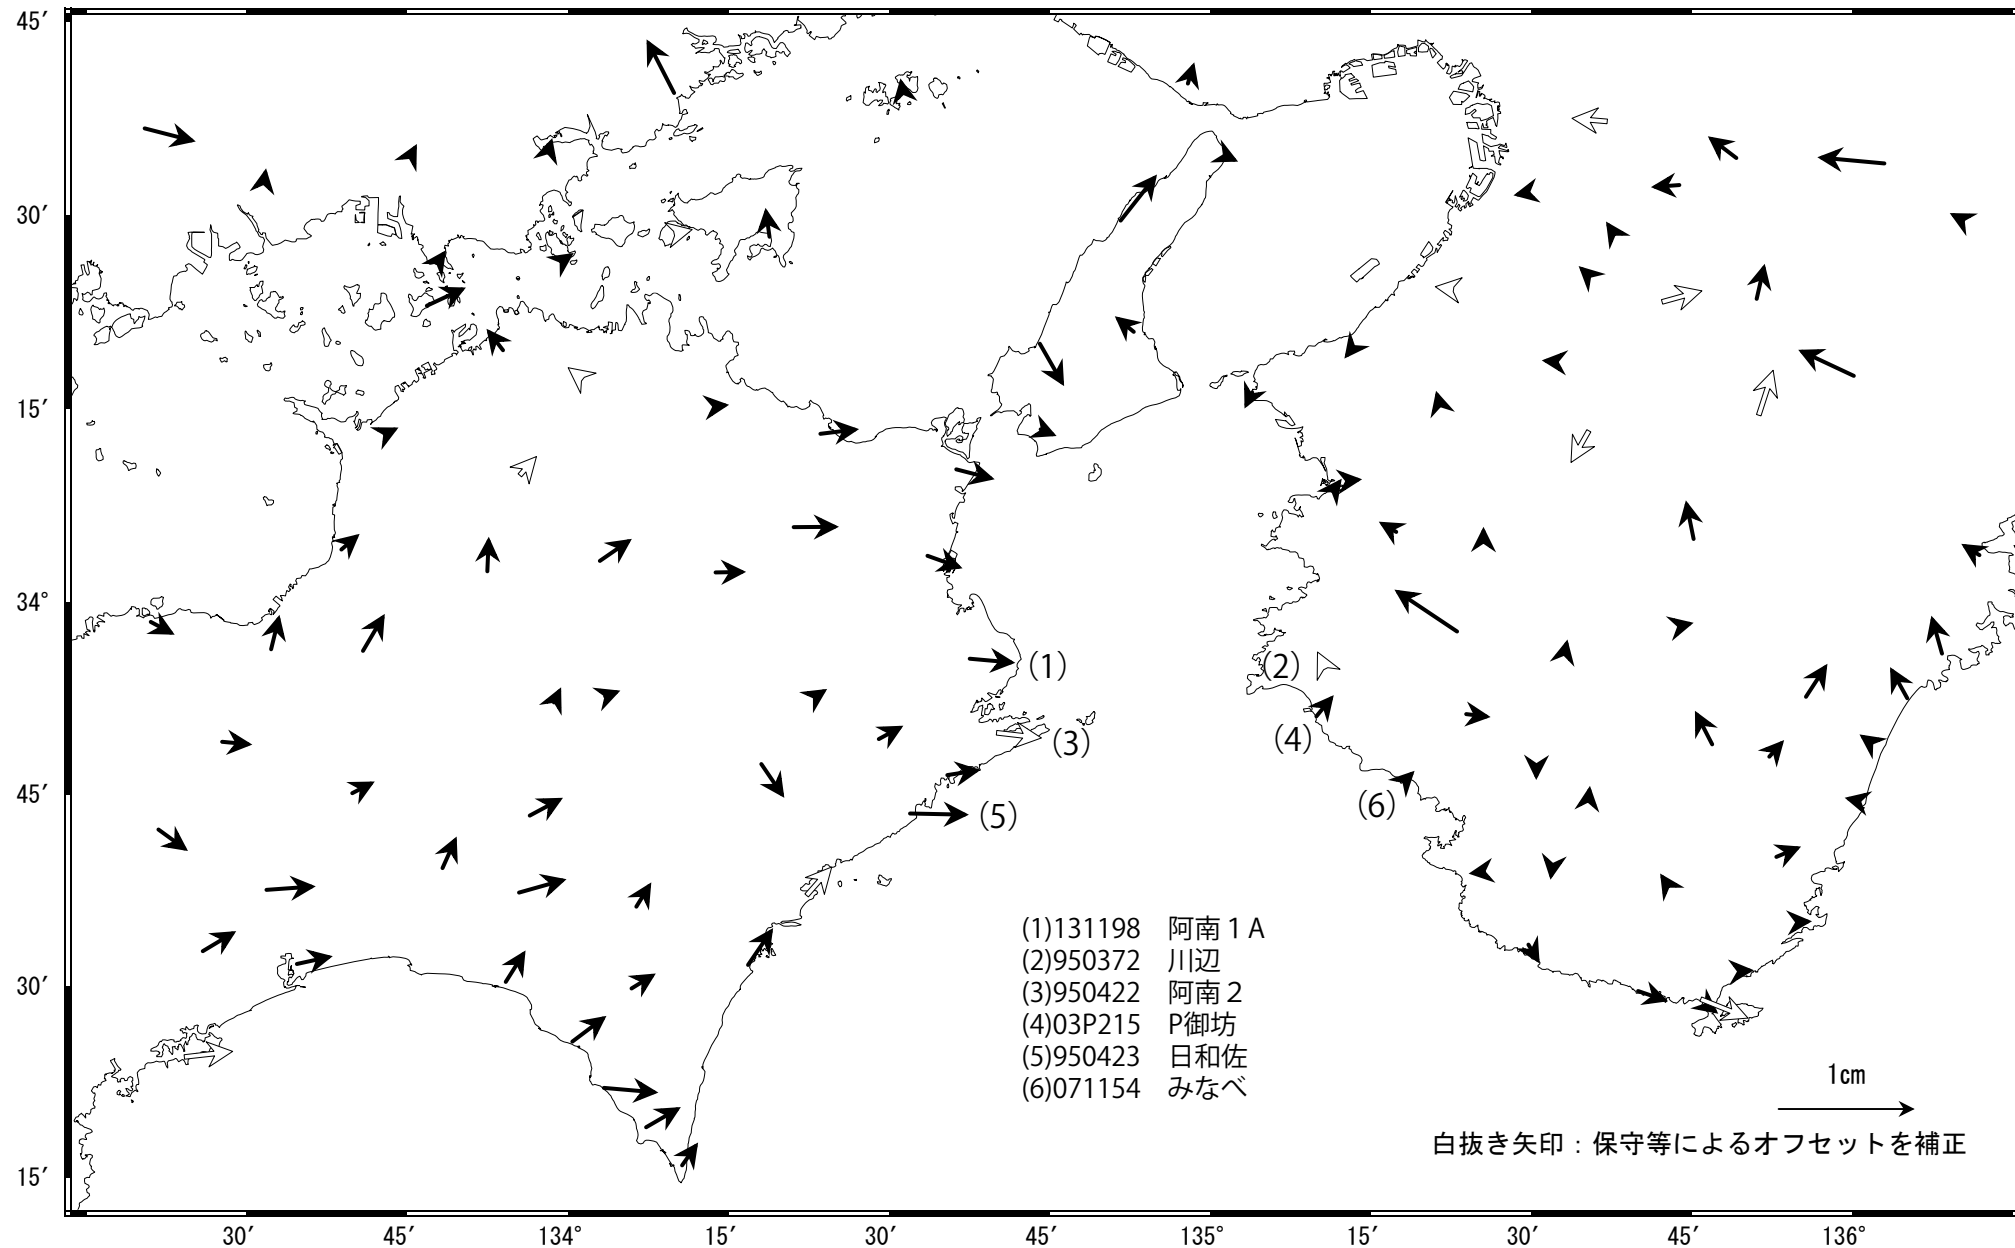 45′
30′
15′
34°
45′
30′
15′
(1)
(2)
(3)
(4)
(5)
(6)
(1)131198 阿南１A
(2)950372 川辺
(3)950422 阿南２
(4)03P215 P御坊
(5)950423 日和佐
(6)071154 みなべ
1cm
白抜き矢印：保守等によるオフセットを補正
30′ 45′ 134° 15′ 30′ 45′ 135° 15′ 30′ 45′ 136°